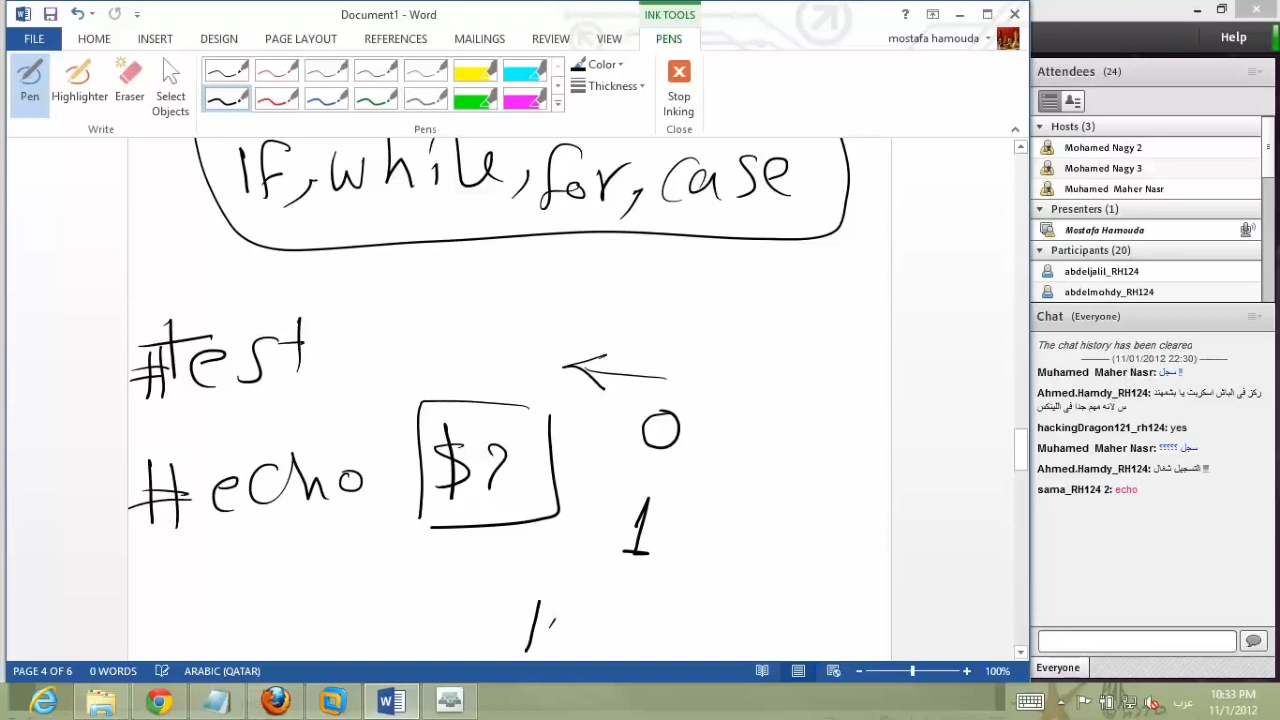 Document1 - Word
INK TOOLS
?
Help
FILE
HOME
INSERT
DESIGN
PAGE LAYOUT
REFERENCES
MAILINGS
REVIEW
VIEW
PENS
mostafa hamouda
Pen
Highlighter
Eraser
Select
Objects
Color
Thickness
Stop
Inking
Write
Pens
Close
If, while, for, case
#test
0
#echo $?
1
PAGE 4 OF 6
0 WORDS
ARABIC (QATAR)
100%
Attendees (24)
Hosts (3)
Mohamed Nagy 2
Mohamed Nagy 3
Muhamed Maher Nasr
Presenters (1)
Mostafa Hamouda
Participants (20)
abdeljalil_RH124
abdelmohdy_RH124
Chat (Everyone)
The chat history has been cleared
(11/01/2012 22:30)
Muhamed Maher Nasr: سجل !!
Ahmed.Hamdy_RH124: ركز فى الباش اسكربت يا بشمهند
س لانه مهم جدا فى اللينكس
hackingDragon121_rh124: yes
Muhamed Maher Nasr: سجل ؟؟؟؟؟
Ahmed.Hamdy_RH124: التسجيل شغال !!!
sama_RH124 2: echo
Everyone
عرب
10:33 PM
11/1/2012